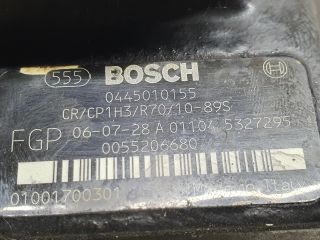 555 BOSCH
0445010155
CR/CP1H3/R70/10-89S
FGP 06-07-28 A 01104 5327295
0055206680
01001700301